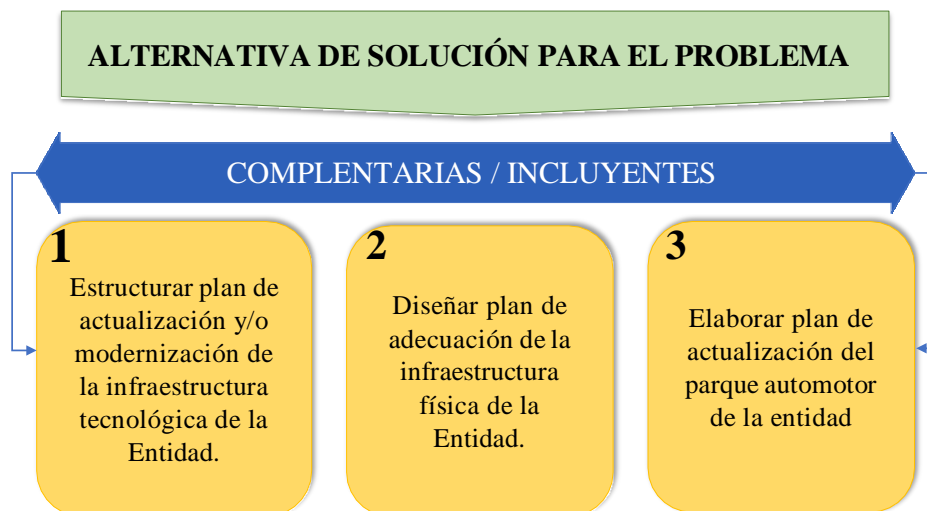 ALTERNATIVA DE SOLUCIÓN PARA EL PROBLEMA
COMPLENTARIAS / INCLUYENTES
1
Estructurar plan de
actualización y/o
modernización de
la infraestructura
tecnológica de la
Entidad.
2
Diseñar plan de
adecuación de la
infraestructura
física de la
Entidad.
3
Elaborar plan de
actualización del
parque automotor
de la entidad